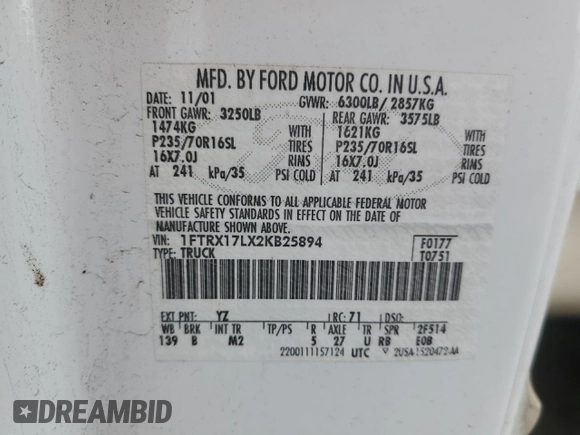 MFD. BY FORD MOTOR CO. IN U.S.A.
DATE: 11/01 GVWR: 6300LB/ 2857KG
FRONT GAWR: 3250LB REAR GAWR: 3575LB
1474KG WITH 1621KG WITH
P235/70R16SL TIRES P235/70R16SL TIRES
16X7.0J RIMS 16X7.0J RIMS
AT 241 kPa/35 PSI COLD AT 241 kPa/35 PSI COLD
THIS VEHICLE CONFORMS TO ALL APPLICABLE FEDERAL MOTOR
VEHICLE SAFETY STANDARDS IN EFFECT ON THE DATE OF
MANUFACTURE SHOWN ABOVE.
VIN: 1FTRX17LX2KB25894 F0177
TYPE: TRUCK T0751
EXT PNT: YZ RC: 71 DSO:
WB BRK INT TR TP/PS R AXLE TR SPR 2F514
139 B M2 5 27 U RB E0B
2200111157124 UTC
DREAMBID